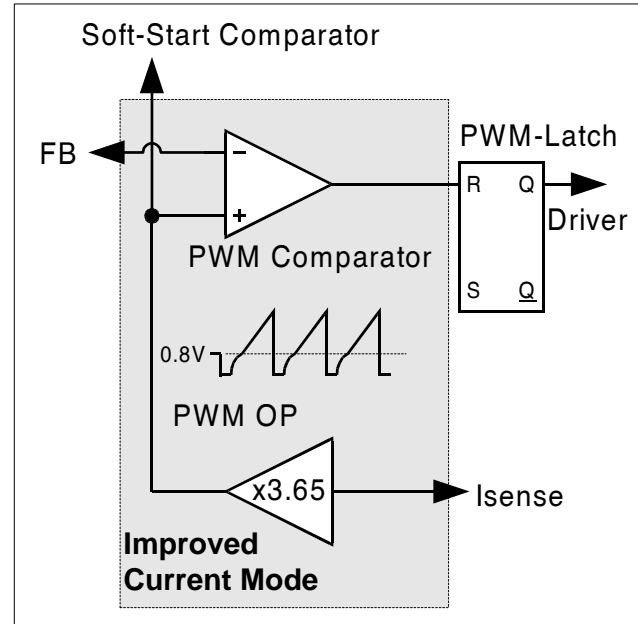 Soft-Start Comparator
FB
PWM-Latch
−
+
R Q
Driver
PWM Comparator
S Q
0.8V
PWM OP
x3.65
Isense
Improved
Current Mode